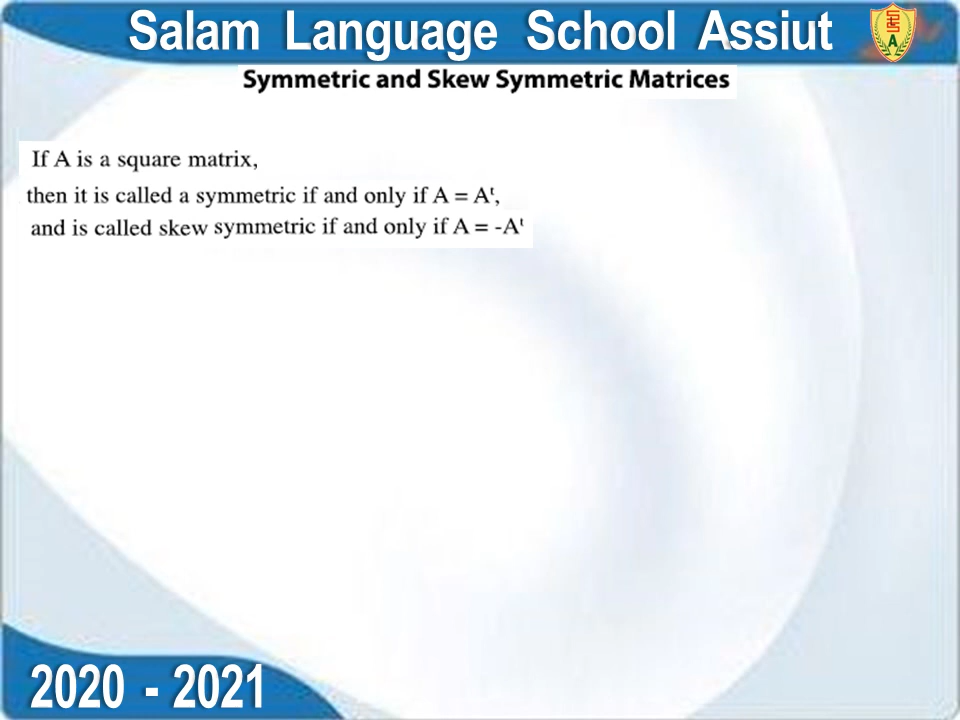 Salam Language School Assiut
Symmetric and Skew Symmetric Matrices
If A is a square matrix,
then it is called a symmetric if and only if A = Aᵗ,
and is called skew symmetric if and only if A = -Aᵗ
2020 - 2021